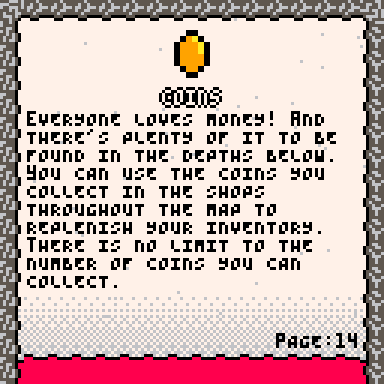 COINS
EVERYONE LOVES MONEY! AND
THERE'S PLENTY OF IT TO BE
FOUND IN THE DEPTHS BELOW.
YOU CAN USE THE COINS YOU
COLLECT IN THE SHOPS
THROUGHOUT THE MAP TO
REPLENISH YOUR INVENTORY.
THERE IS NO LIMIT TO THE
NUMBER OF COINS YOU CAN
COLLECT.
PAGE:14